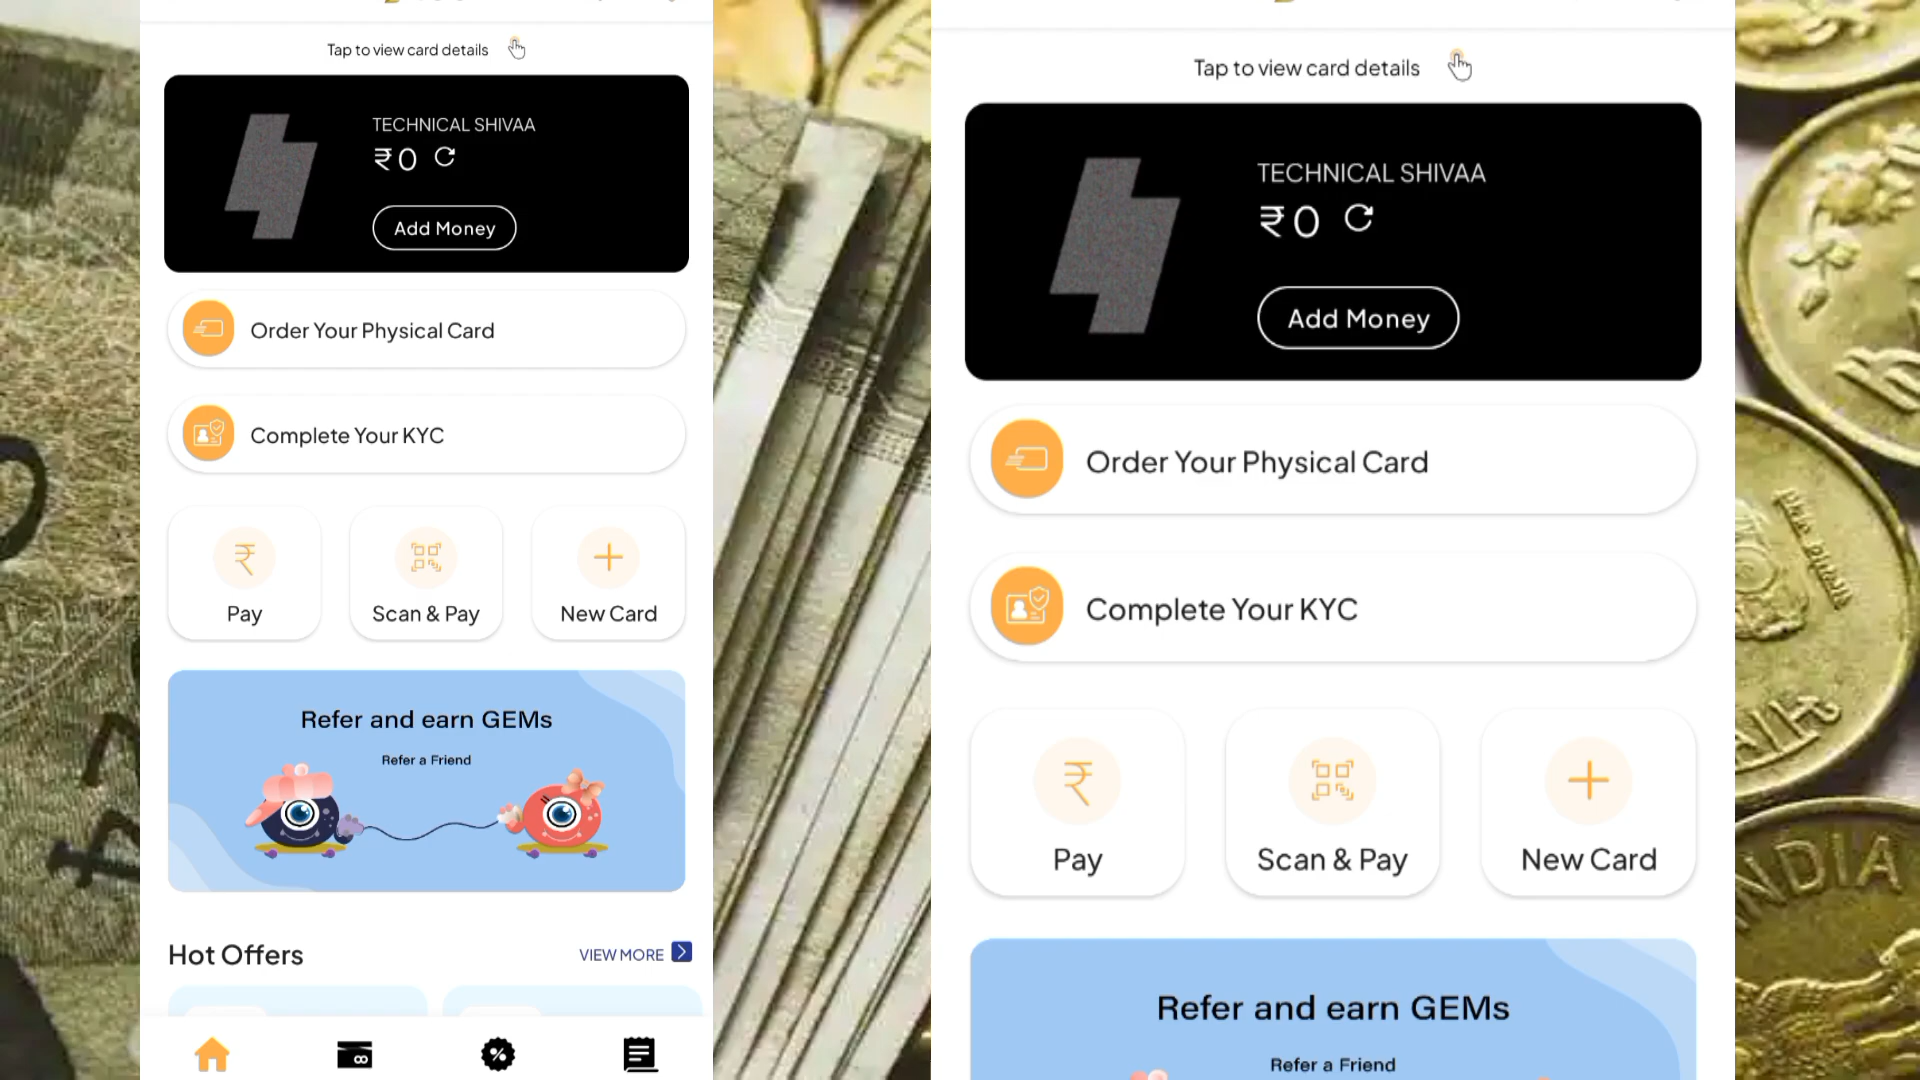 Tap to view card details
TECHNICAL SHIVAA
₹0
Add Money
Order Your Physical Card
Complete Your KYC
Pay
Scan & Pay
New Card
Refer and earn GEMs
Refer a Friend
Hot Offers
VIEW MORE
Tap to view card details
TECHNICAL SHIVAA
₹0
Add Money
Order Your Physical Card
Complete Your KYC
Pay
Scan & Pay
New Card
Refer and earn GEMs
Refer a Friend
INDIA